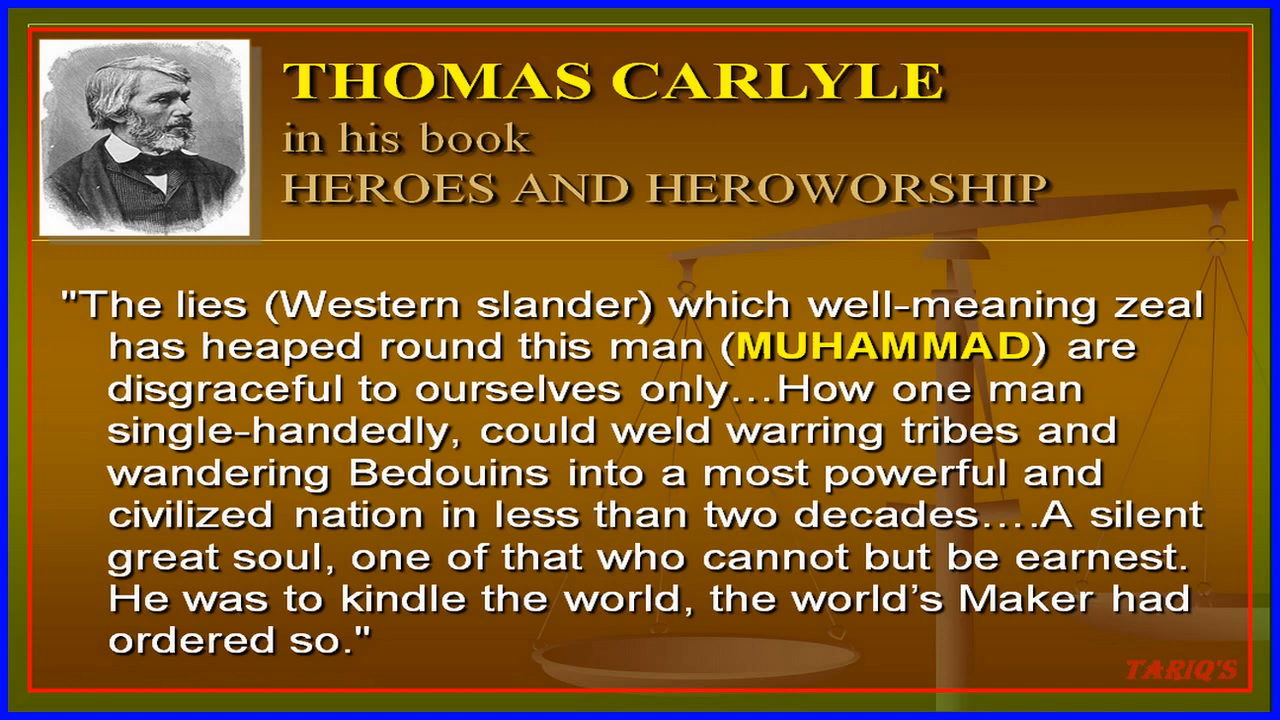 THOMAS CARLYLE
in his book
HEROES AND HEROWORSHIP
"The lies (Western slander) which well-meaning zeal
has heaped round this man (MUHAMMAD) are
disgraceful to ourselves only…How one man
single-handedly, could weld warring tribes and
wandering Bedouins into a most powerful and
civilized nation in less than two decades….A silent
great soul, one of that who cannot but be earnest.
He was to kindle the world, the world’s Maker had
ordered so."
TARIQ'S